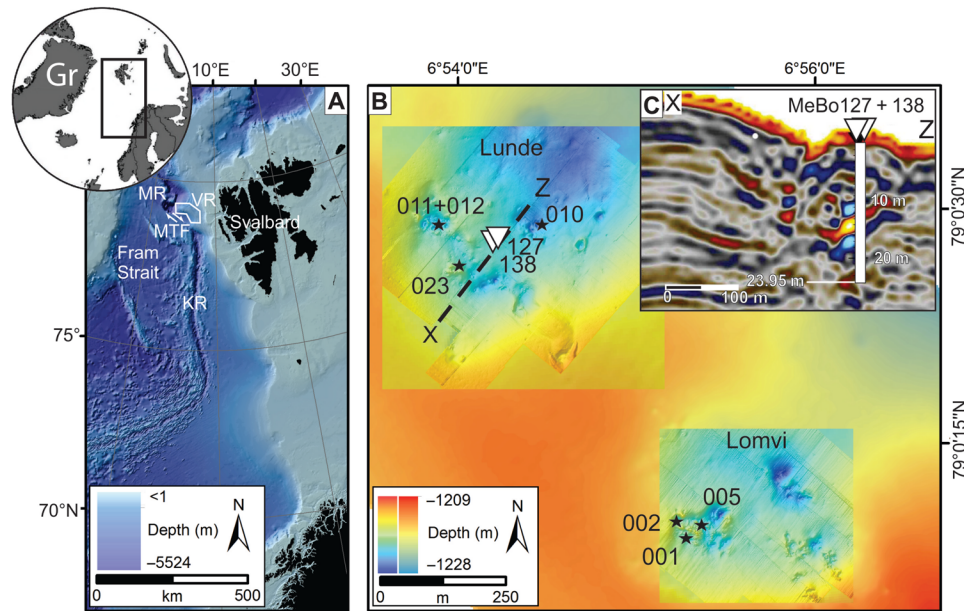 Gr
10°E
30°E
A
MR
VR
MTF
Svalbard
Fram
Strait
KR
75°
70°N
<1
Depth (m)
–5524
N
0
km
500
6°54'0"E
6°56'0"E
B
Lunde
Z
011+012
010
127
138
023
X
C
X
MeBo127 + 138
Z
10 m
20 m
23.95 m
0
100 m
79°0'30"N
79°0'15"N
Lomvi
005
002
001
–1209
Depth (m)
–1228
N
0
m
250